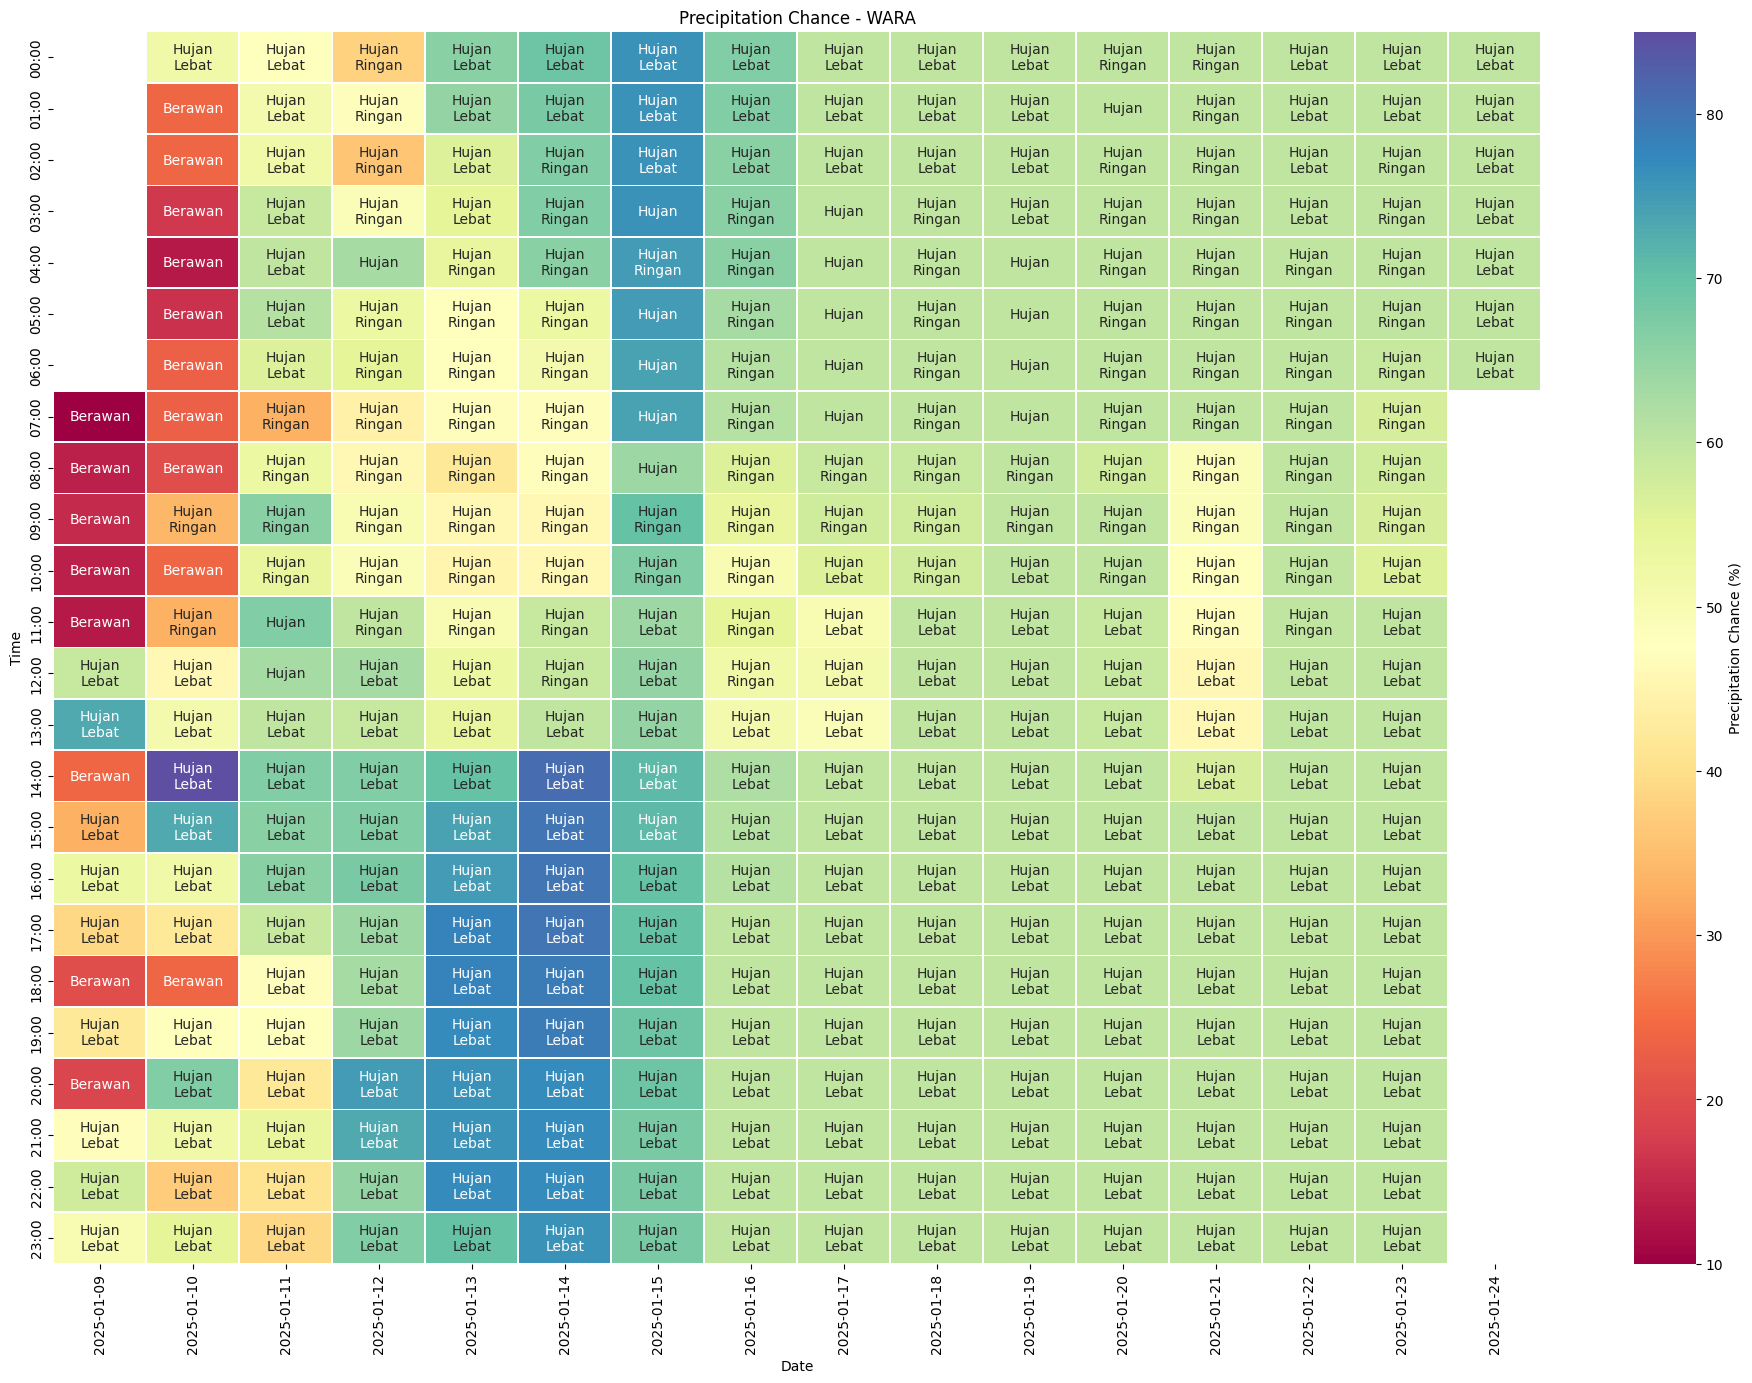 Precipitation Chance - WARA
00:00 Hujan Lebat Hujan Lebat Hujan Ringan Hujan Lebat Hujan Lebat Hujan Lebat Hujan Lebat Hujan Lebat Hujan Lebat Hujan Lebat Hujan Ringan Hujan Ringan Hujan Lebat Hujan Lebat Hujan Lebat
01:00 Berawan Hujan Lebat Hujan Ringan Hujan Lebat Hujan Lebat Hujan Lebat Hujan Lebat Hujan Lebat Hujan Lebat Hujan Lebat Hujan Hujan Ringan Hujan Lebat Hujan Lebat Hujan Lebat
02:00 Berawan Hujan Lebat Hujan Ringan Hujan Lebat Hujan Ringan Hujan Lebat Hujan Lebat Hujan Lebat Hujan Lebat Hujan Lebat Hujan Ringan Hujan Ringan Hujan Lebat Hujan Ringan Hujan Lebat
03:00 Berawan Hujan Lebat Hujan Ringan Hujan Lebat Hujan Ringan Hujan Hujan Ringan Hujan Hujan Ringan Hujan Lebat Hujan Ringan Hujan Ringan Hujan Lebat Hujan Ringan Hujan Lebat
04:00 Berawan Hujan Lebat Hujan Hujan Ringan Hujan Ringan Hujan Ringan Hujan Ringan Hujan Hujan Ringan Hujan Hujan Ringan Hujan Ringan Hujan Ringan Hujan Ringan Hujan Lebat
05:00 Berawan Hujan Lebat Hujan Ringan Hujan Ringan Hujan Ringan Hujan Hujan Ringan Hujan Hujan Ringan Hujan Hujan Ringan Hujan Ringan Hujan Ringan Hujan Ringan Hujan Lebat
06:00 Berawan Hujan Lebat Hujan Ringan Hujan Ringan Hujan Ringan Hujan Hujan Ringan Hujan Hujan Ringan Hujan Hujan Ringan Hujan Ringan Hujan Ringan Hujan Ringan Hujan Lebat
07:00 Berawan Berawan Hujan Ringan Hujan Ringan Hujan Ringan Hujan Ringan Hujan Hujan Ringan Hujan Hujan Ringan Hujan Hujan Ringan Hujan Ringan Hujan Ringan Hujan Ringan
08:00 Berawan Berawan Hujan Ringan Hujan Ringan Hujan Ringan Hujan Ringan Hujan Hujan Ringan Hujan Ringan Hujan Ringan Hujan Ringan Hujan Ringan Hujan Ringan Hujan Ringan Hujan Ringan
09:00 Berawan Hujan Ringan Hujan Ringan Hujan Ringan Hujan Ringan Hujan Ringan Hujan Ringan Hujan Ringan Hujan Ringan Hujan Ringan Hujan Ringan Hujan Ringan Hujan Ringan Hujan Ringan Hujan Ringan
10:00 Berawan Berawan Hujan Ringan Hujan Ringan Hujan Ringan Hujan Ringan Hujan Ringan Hujan Ringan Hujan Lebat Hujan Ringan Hujan Lebat Hujan Ringan Hujan Ringan Hujan Ringan Hujan Lebat
11:00 Berawan Hujan Ringan Hujan Hujan Ringan Hujan Ringan Hujan Ringan Hujan Lebat Hujan Ringan Hujan Lebat Hujan Lebat Hujan Lebat Hujan Lebat Hujan Ringan Hujan Ringan Hujan Lebat
12:00 Hujan Lebat Hujan Lebat Hujan Hujan Lebat Hujan Lebat Hujan Ringan Hujan Lebat Hujan Ringan Hujan Lebat Hujan Lebat Hujan Lebat Hujan Lebat Hujan Lebat Hujan Lebat Hujan Lebat
13:00 Hujan Lebat Hujan Lebat Hujan Lebat Hujan Lebat Hujan Lebat Hujan Lebat Hujan Lebat Hujan Lebat Hujan Lebat Hujan Lebat Hujan Lebat Hujan Lebat Hujan Lebat Hujan Lebat Hujan Lebat
14:00 Berawan Hujan Lebat Hujan Lebat Hujan Lebat Hujan Lebat Hujan Lebat Hujan Lebat Hujan Lebat Hujan Lebat Hujan Lebat Hujan Lebat Hujan Lebat Hujan Lebat Hujan Lebat Hujan Lebat
15:00 Hujan Lebat Hujan Lebat Hujan Lebat Hujan Lebat Hujan Lebat Hujan Lebat Hujan Lebat Hujan Lebat Hujan Lebat Hujan Lebat Hujan Lebat Hujan Lebat Hujan Lebat Hujan Lebat Hujan Lebat
16:00 Hujan Lebat Hujan Lebat Hujan Lebat Hujan Lebat Hujan Lebat Hujan Lebat Hujan Lebat Hujan Lebat Hujan Lebat Hujan Lebat Hujan Lebat Hujan Lebat Hujan Lebat Hujan Lebat Hujan Lebat
17:00 Hujan Lebat Hujan Lebat Hujan Lebat Hujan Lebat Hujan Lebat Hujan Lebat Hujan Lebat Hujan Lebat Hujan Lebat Hujan Lebat Hujan Lebat Hujan Lebat Hujan Lebat Hujan Lebat Hujan Lebat
18:00 Berawan Berawan Hujan Lebat Hujan Lebat Hujan Lebat Hujan Lebat Hujan Lebat Hujan Lebat Hujan Lebat Hujan Lebat Hujan Lebat Hujan Lebat Hujan Lebat Hujan Lebat Hujan Lebat
19:00 Hujan Lebat Hujan Lebat Hujan Lebat Hujan Lebat Hujan Lebat Hujan Lebat Hujan Lebat Hujan Lebat Hujan Lebat Hujan Lebat Hujan Lebat Hujan Lebat Hujan Lebat Hujan Lebat Hujan Lebat
20:00 Berawan Hujan Lebat Hujan Lebat Hujan Lebat Hujan Lebat Hujan Lebat Hujan Lebat Hujan Lebat Hujan Lebat Hujan Lebat Hujan Lebat Hujan Lebat Hujan Lebat Hujan Lebat Hujan Lebat
21:00 Hujan Lebat Hujan Lebat Hujan Lebat Hujan Lebat Hujan Lebat Hujan Lebat Hujan Lebat Hujan Lebat Hujan Lebat Hujan Lebat Hujan Lebat Hujan Lebat Hujan Lebat Hujan Lebat Hujan Lebat
22:00 Hujan Lebat Hujan Lebat Hujan Lebat Hujan Lebat Hujan Lebat Hujan Lebat Hujan Lebat Hujan Lebat Hujan Lebat Hujan Lebat Hujan Lebat Hujan Lebat Hujan Lebat Hujan Lebat Hujan Lebat
23:00 Hujan Lebat Hujan Lebat Hujan Lebat Hujan Lebat Hujan Lebat Hujan Lebat Hujan Lebat Hujan Lebat Hujan Lebat Hujan Lebat Hujan Lebat Hujan Lebat Hujan Lebat Hujan Lebat Hujan Lebat
Time
2025-01-09 2025-01-10 2025-01-11 2025-01-12 2025-01-13 2025-01-14 2025-01-15 2025-01-16 2025-01-17 2025-01-18 2025-01-19 2025-01-20 2025-01-21 2025-01-22 2025-01-23 2025-01-24
Date
80
70
60
50
40
30
20
10
Precipitation Chance (%)